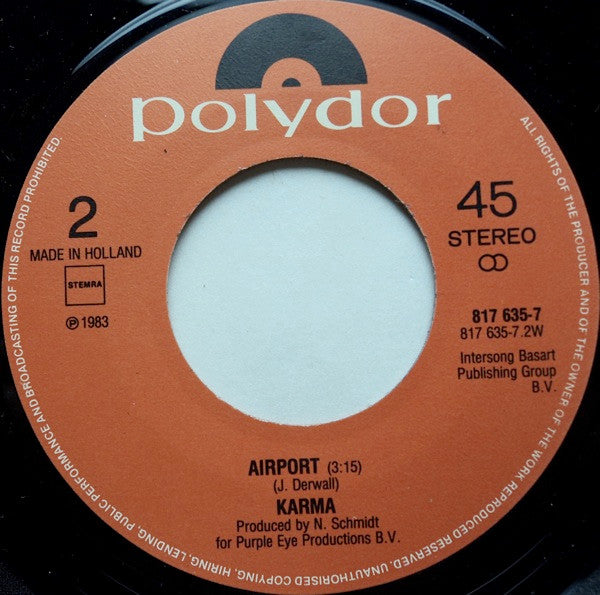 polydor
2
MADE IN HOLLAND
STEMRA
℗ 1983
45
STEREO
817 635-7
817 635-7.2W
Intersong Basart
Publishing Group
B.V.
AIRPORT (3:15)
(J. Derwall)
KARMA
Produced by N. Schmidt
for Purple Eye Productions B.V.
ALL RIGHTS OF THE PRODUCER AND OF THE OWNER OF THE WORK REPRODUCED RESERVED. UNAUTHORISED COPYING, HIRING, LENDING, PUBLIC PERFORMANCE AND BROADCASTING OF THIS RECORD PROHIBITED.